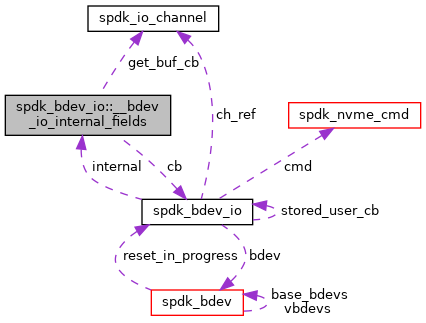 spdk_io_channel
get_buf_cb
spdk_bdev_io::__bdev
_io_internal_fields
ch_ref
spdk_nvme_cmd
internal
cb
cmd
spdk_bdev_io
stored_user_cb
reset_in_progress
bdev
spdk_bdev
base_bdevs
vbdevs